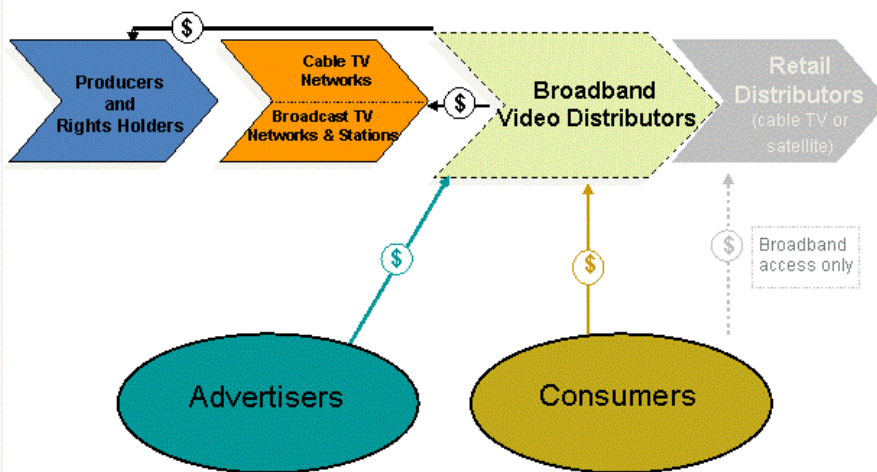 $
Producers
and
Rights Holders
Cable TV
Networks
Broadcast TV
Networks & Stations
$
Broadband
Video Distributors
Retail
Distributors
(cable TV or
satellite)
$
$
$
Broadband
access only
Advertisers
Consumers